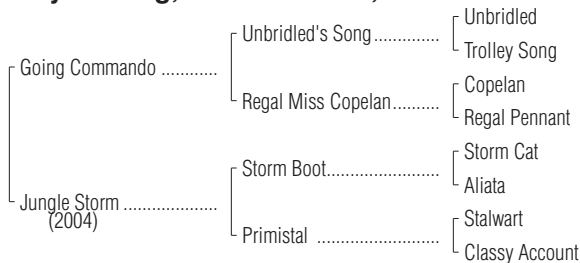 Unbridled
Unbridled's Song
Trolley Song
Going Commando
Copelan
Regal Miss Copelan
Regal Pennant
Storm Cat
Storm Boot
Aliata
Jungle Storm
(2004)
Stalwart
Primistal
Classy Account